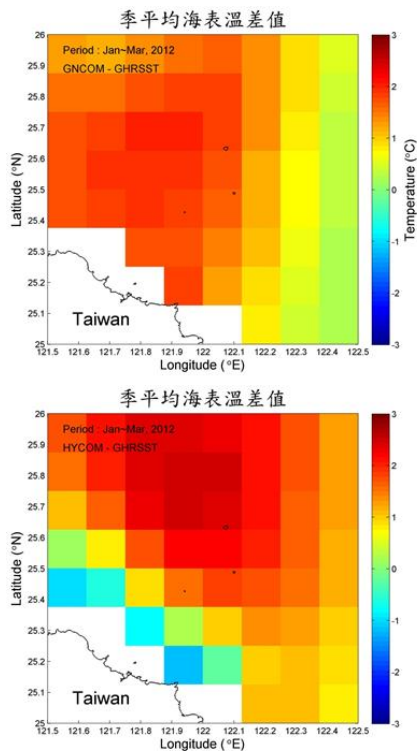 季平均海表溫差值
Period : Jan~Mar, 2012
GNCOM - GHRSST
26
25.9
25.8
25.7
25.6
25.5
25.4
25.3
25.2
25.1
25
Latitude (°N)
Taiwan
121.5 121.6 121.7 121.8 121.9 122 122.1 122.2 122.3 122.4 122.5
Longitude (°E)
3
2
1
0
-1
-2
-3
Temperature (°C)
季平均海表溫差值
Period : Jan~Mar, 2012
HYCOM - GHRSST
26
25.9
25.8
25.7
25.6
25.5
25.4
25.3
25.2
25.1
25
Latitude (°N)
Taiwan
121.5 121.6 121.7 121.8 121.9 122 122.1 122.2 122.3 122.4 122.5
Longitude (°E)
3
2
1
0
-1
-2
-3